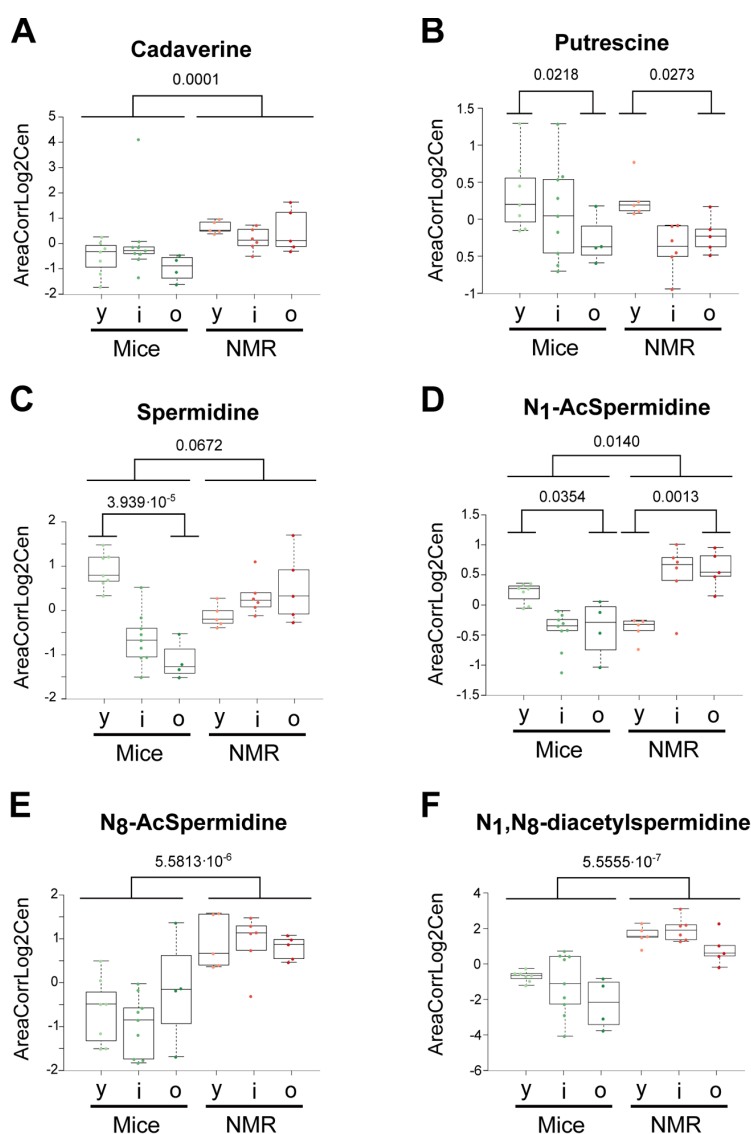 A
Cadaverine
0.0001
AreaCorrLog2Cen
5
4
3
2
1
0
-1
-2
y i o y i o
Mice NMR
B
Putrescine
0.0218 0.0273
AreaCorrLog2Cen
1.5
1
0.5
0
0.5
1
y i o y i o
Mice NMR
C
Spermidine
0.0672
3.939·10-5
AreaCorrLog2Cen
2
1
0
-1
-2
y i o y i o
Mice NMR
D
N1-AcSpermidine
0.0140
0.0354 0.0013
AreaCorrLog2Cen
1
0.5
0
-0.5
-1
1.5
y i o y i o
Mice NMR
E
N8-AcSpermidine
5.5813·10-6
AreaCorrLog2Cen
2
1
0
-1
-2
y i o y i o
Mice NMR
F
N1,N8-diacetylspermidine
5.5555·10-7
AreaCorrLog2Cen
4
2
0
-2
-4
-6
y i o y i o
Mice NMR